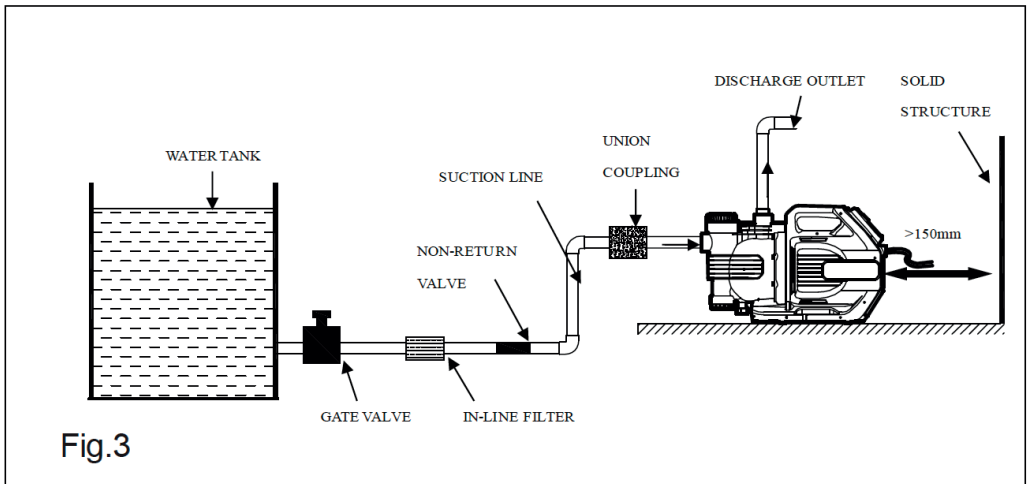 DISCHARGE OUTLET
SOLID
STRUCTURE
UNION
COUPLING
WATER TANK
SUCTION LINE
NON-RETURN
VALVE
>150mm
GATE VALVE
IN-LINE FILTER
Fig.3